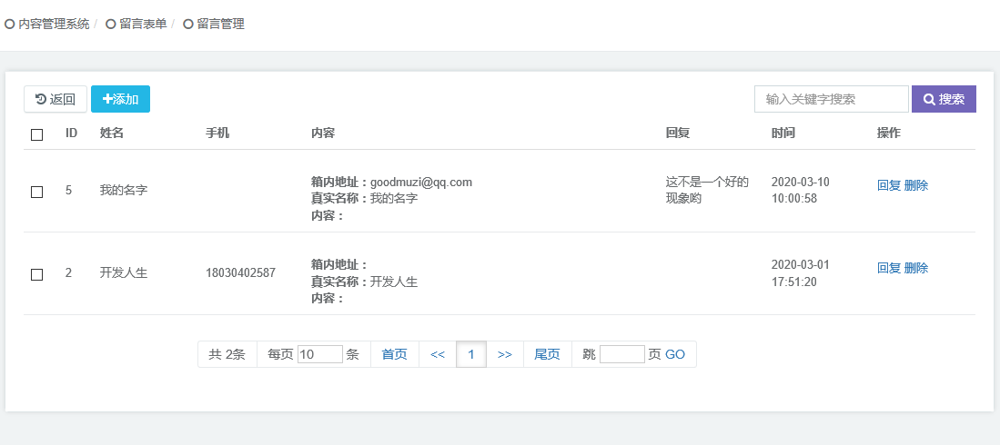 内容管理系统 / 留言表单 / 留言管理
返回 添加 输入关键字搜索 搜索
ID 姓名 手机 内容 回复 时间 操作
5 我的名字 箱内地址：goodmuzi@qq.com 这不是一个好的 2020-03-10 回复 删除
真实名称：我的名字 现象哟 10:00:58
内容：
2 开发人生 18030402587 箱内地址： 2020-03-01 回复 删除
真实名称：开发人生 17:51:20
内容：
共 2条 每页 10 条 首页 << 1 >> 尾页 跳 页 GO